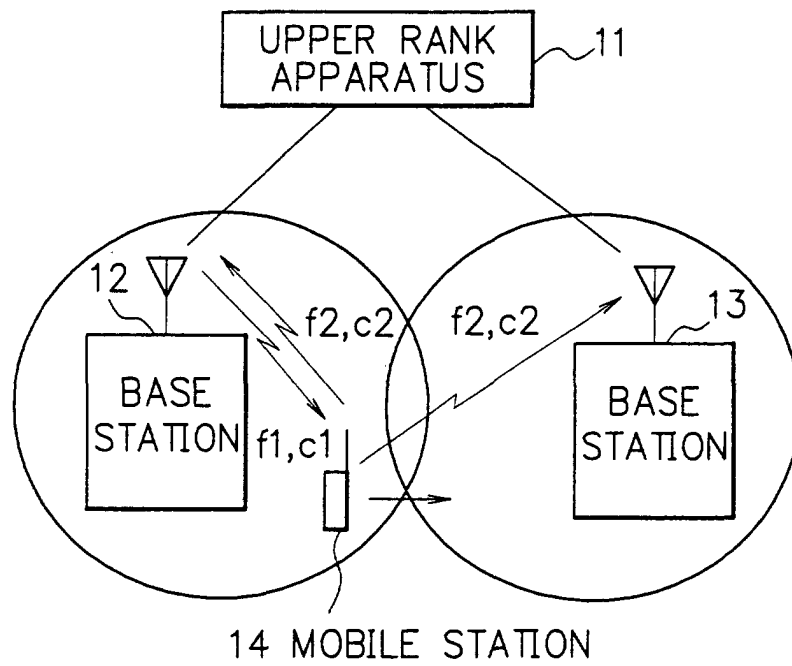 UPPER RANK
APPARATUS
11
12
f2,c2
f2,c2
13
BASE
STATION
f1,c1
BASE
STATION
14 MOBILE STATION